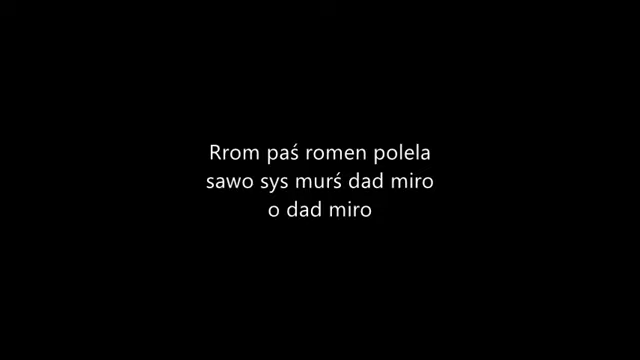 Rrom paś romen polela
sawo sys murś dad miro
o dad miro